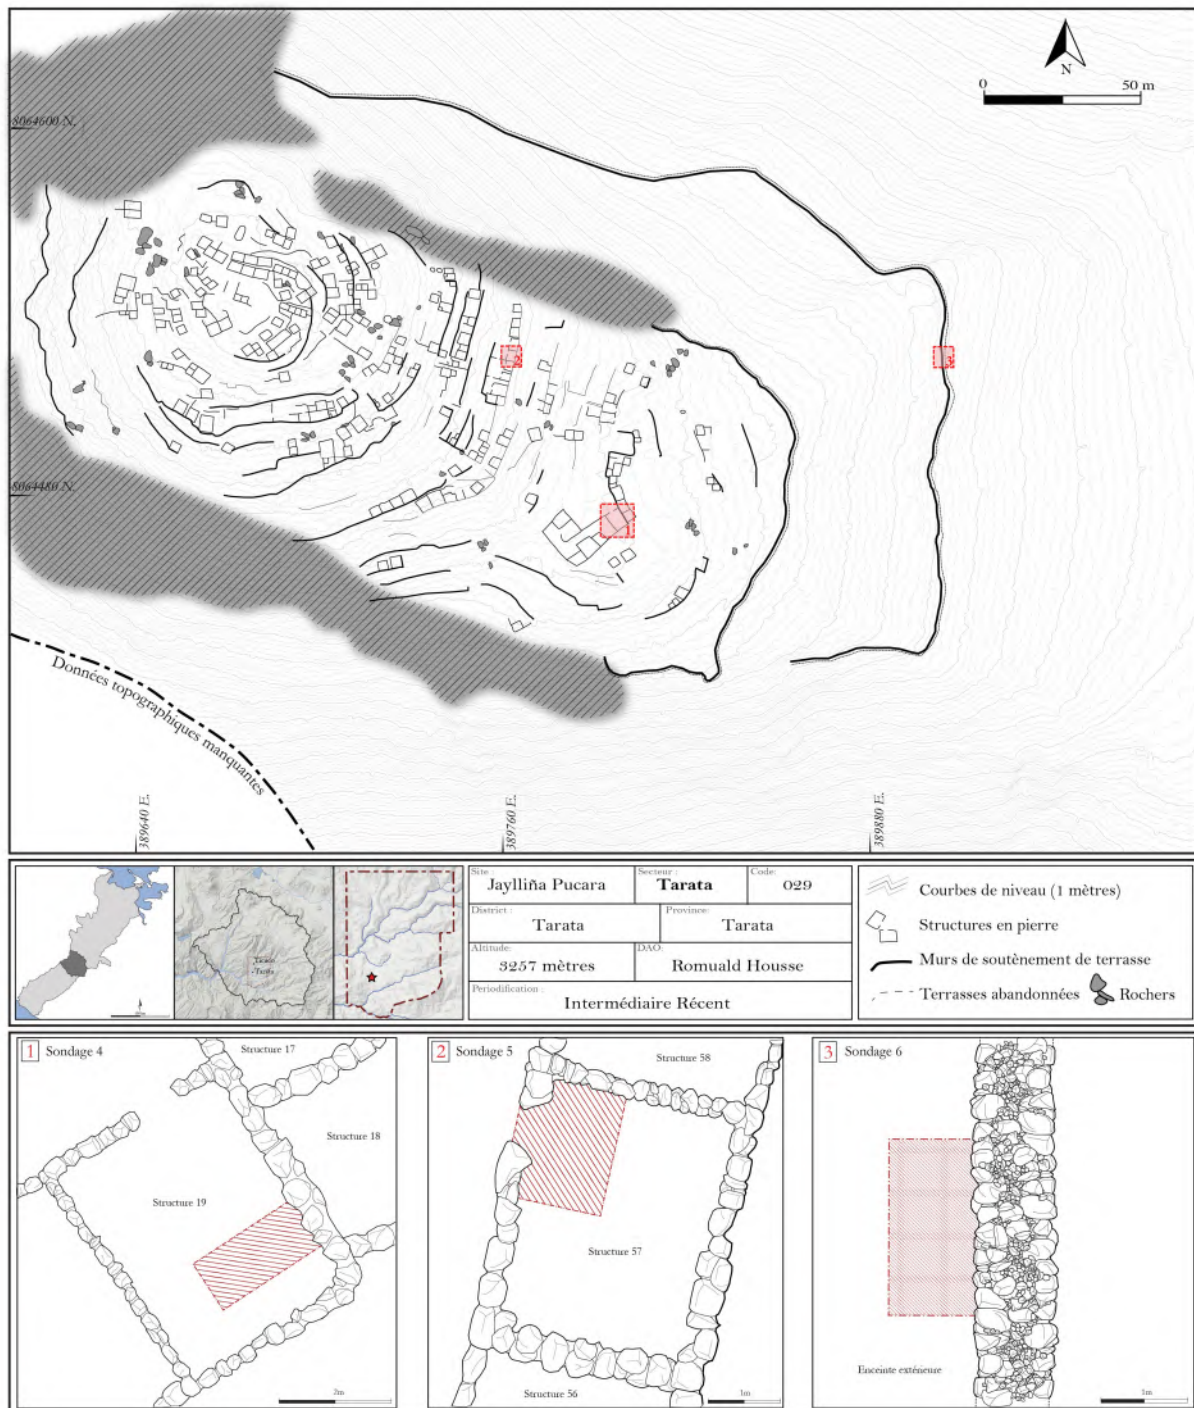 N
0 50 m
8064600 N.
2
3
8064480 N.
1
Données topographiques manquantes
389640 E.
389760 E.
389880 E.
Site :
Jaylliña Pucara
Secteur :
Tarata
Code:
029
District :
Tarata
Province:
Tarata
Altitude:
3257 mètres
DAO:
Romuald Housse
Periodification :
Intermédiaire Récent
Courbes de niveau (1 mètres)
Structures en pierre
Murs de soutènement de terrasse
Terrasses abandonnées
Rochers
1 Sondage 4
Structure 17
Structure 18
Structure 19
2m
2 Sondage 5
Structure 58
Structure 57
Structure 56
1m
3 Sondage 6
Enceinte extérieure
1m